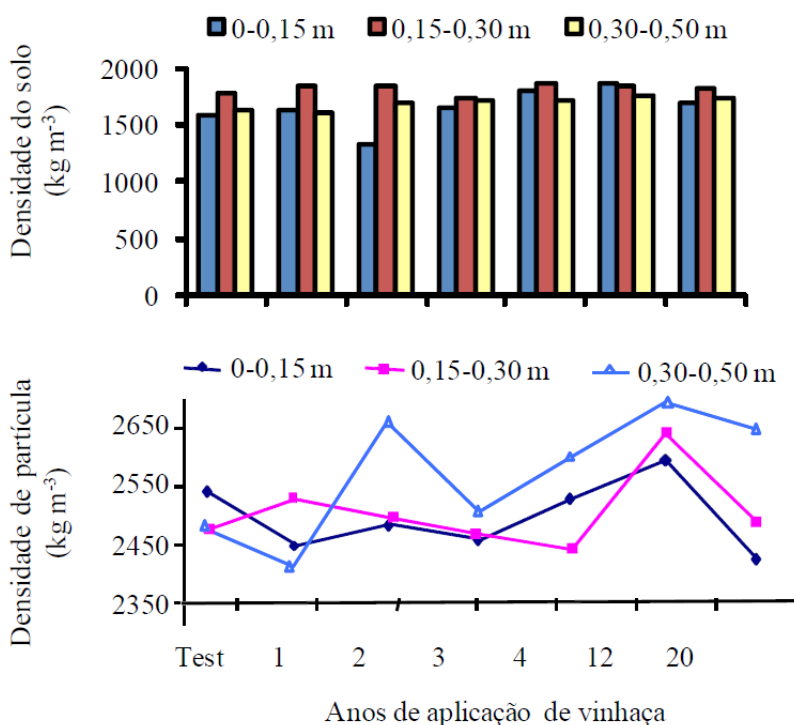 0-0,15 m 0,15-0,30 m 0,30-0,50 m
Densidade do solo
(kg m-3)
2000
1500
1000
500
0
0-0,15 m 0,15-0,30 m 0,30-0,50 m
Densidade de partícula
(kg m-3)
2650
2550
2450
2350
Test 1 2 3 4 12 20
Anos de aplicação de vinhaça